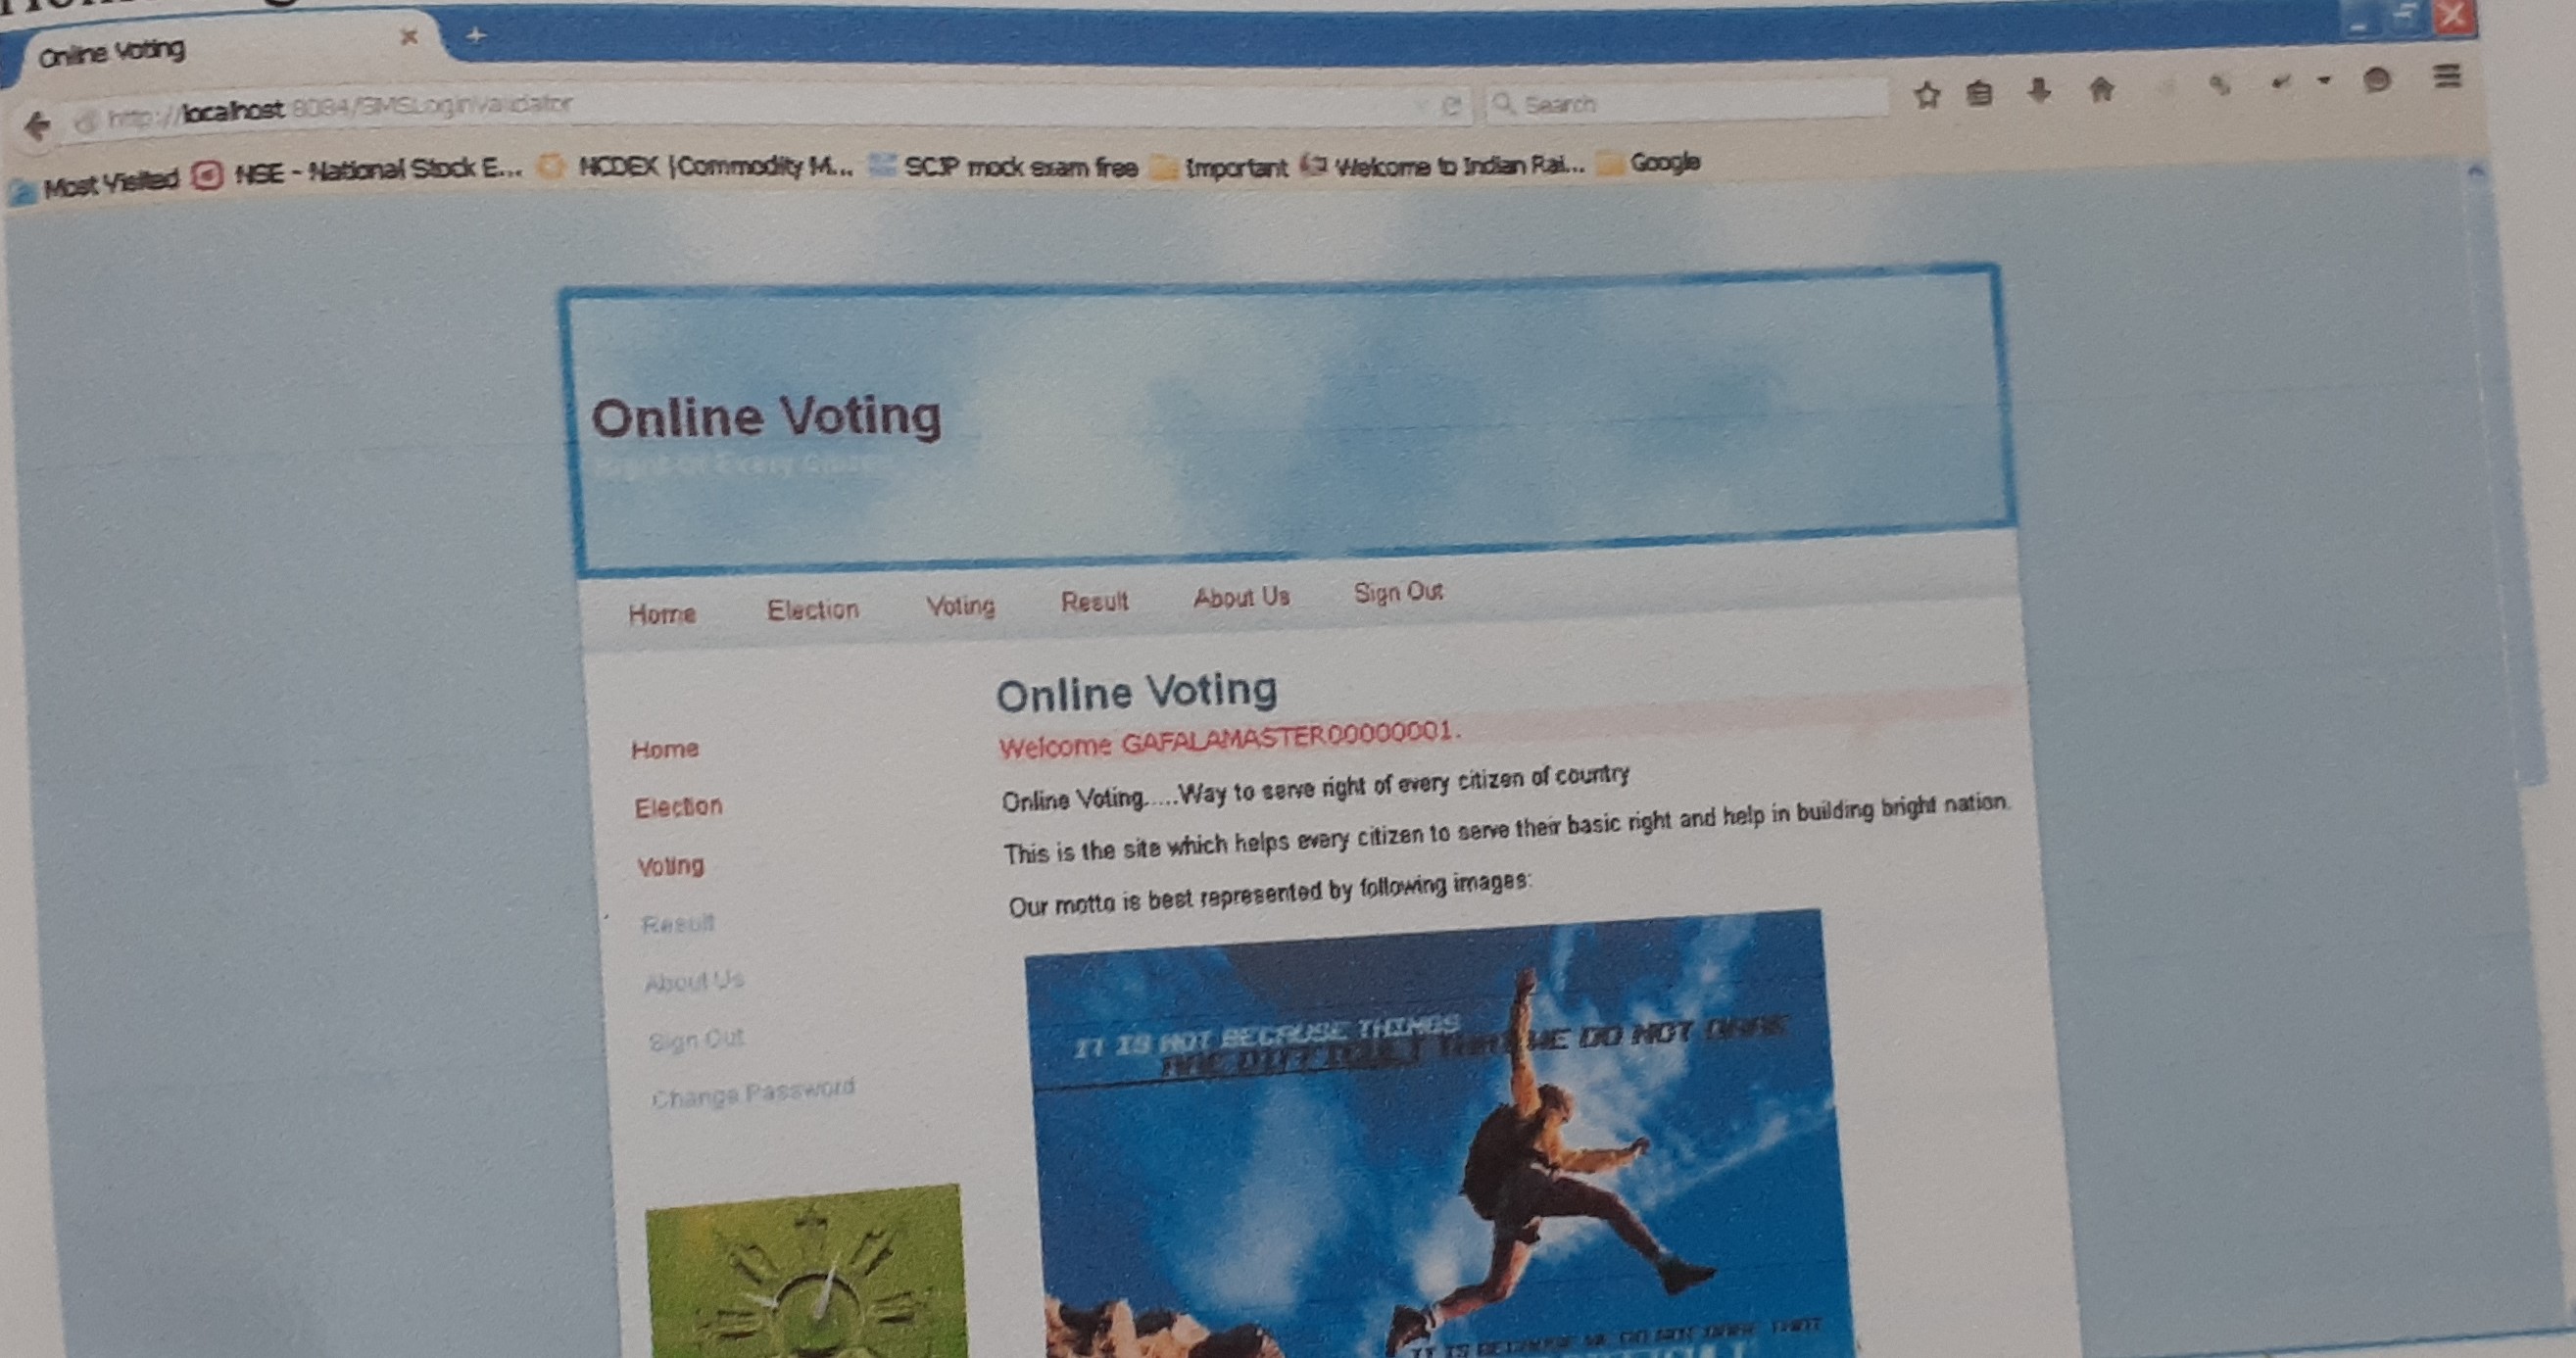 Online Voting
http://localhost:8084/SMSLoginValidator
Search
Most Visited NSE - National Stock E... NCDEX | Commodity M... SCJP mock exam free Important Welcome to Indian Rai... Google
Online Voting
Right Of Every Citizen
Home Election Voting Result About Us Sign Out
Online Voting
Welcome GAFALAMASTER00000001.
Online Voting.....Way to serve right of every citizen of country
This is the site which helps every citizen to serve their basic right and help in building bright nation.
Our motto is best represented by following images:
Home
Election
Voting
Result
About Us
Sign Out
Change Password
IT IS NOT BECAUSE THINGS
ARE DIFFICULT THAT WE DO NOT DARE
IT IS BECAUSE WE DO NOT DARE THAT